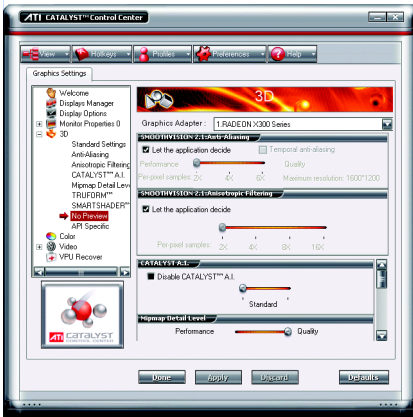 ATI CATALYST™ Control Center
View
Hotkeys
Profiles
Preferences
Help
Graphics Settings
Welcome
Displays Manager
Display Options
Monitor Properties 0
3D
Standard Settings
Anti-Aliasing
Anisotropic Filtering
CATALYST™ A.I.
Mipmap Detail Leve
TRUFORM™
SMARTSHADER™
No Preview
API Specific
Color
Video
VPU Recover
ATI CATALYST
CONTROL CENTER
3D
Graphics Adapter : 1.RADEON X300 Series
SMOOTHVISION 2.1:Anti-Aliasing
Let the application decide
Temporal anti-aliasing
Performance Quality
Per-pixel samples: 2X 4X 6X Maximum resolution: 1600*1200
SMOOTHVISION 2.1:Anisotropic Filtering
Let the application decide
Per-pixel samples: 2X 4X 8X 16X
CATALYST A.I.
Disable CATALYST™ A.I.
Standard
Mipmap Detail Level
Performance Quality
Done
Apply
Discard
Defaults